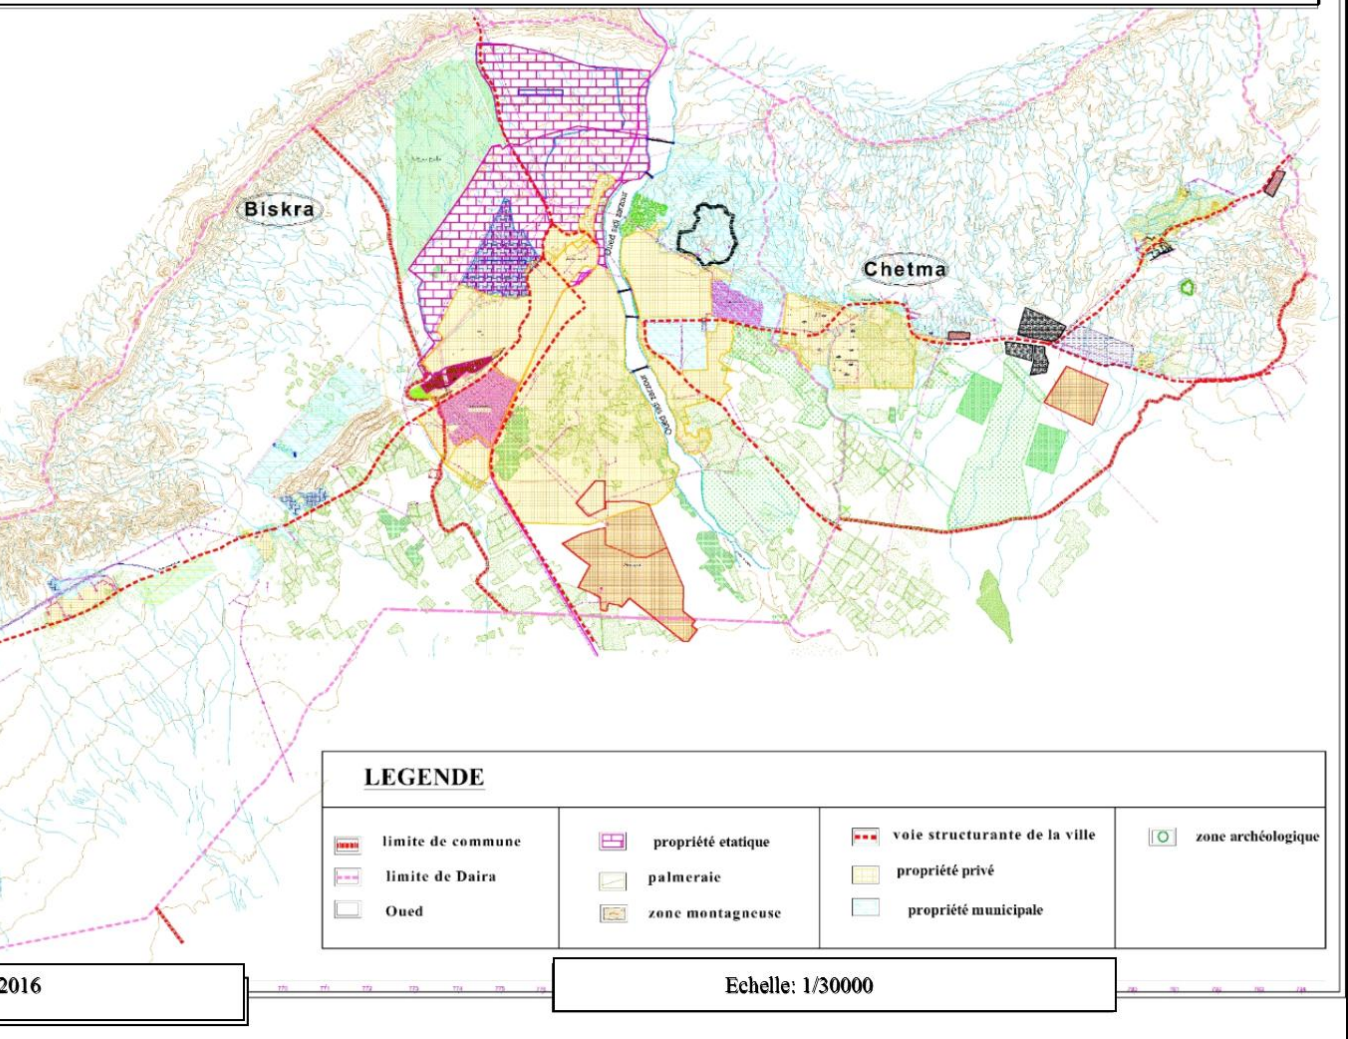 Biskra
Chetma
Oued sidi zarzour
Oued sidi zarzour
LEGENDE
limite de commune
limite de Daira
Oued
propriété etatique
palmeraie
zone montagneuse
voie structurante de la ville
propriété privé
propriété municipale
zone archéologique
2016
Echelle: 1/30000